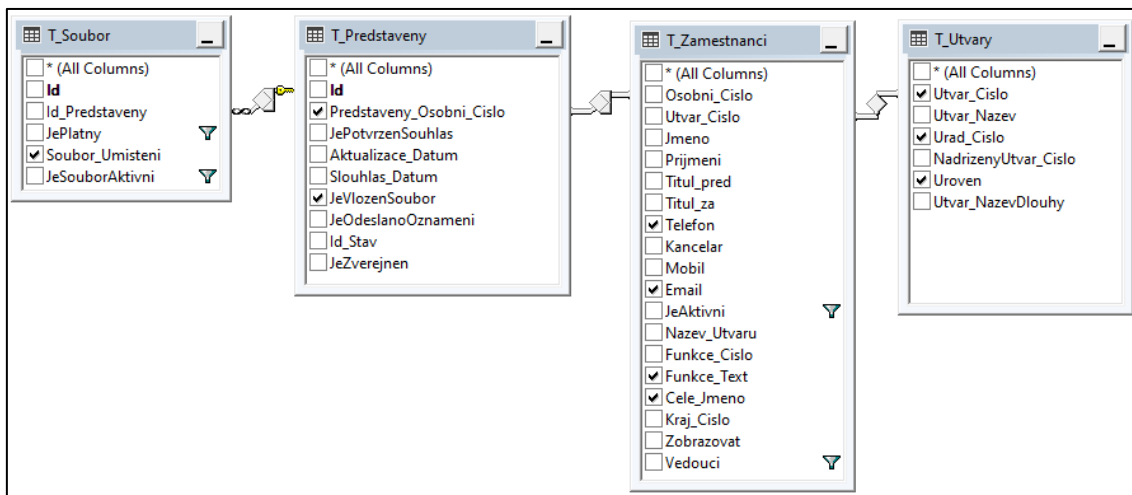 T_Soubor
* (All Columns)
Id
Id_Predstaveny
JePlatny
Soubor_Umisteni
JeSouborAktivni
T_Predstaveny
* (All Columns)
Id
Predstaveny_Osobni_Cislo
JePotvrzenSouhlas
Aktualizace_Datum
Slouhlas_Datum
JeVlozenSoubor
JeOdeslanoOznameni
Id_Stav
JeZverejnen
T_Zamestnanci
* (All Columns)
Osobni_Cislo
Utvar_Cislo
Jmeno
Prijmeni
Titul_pred
Titul_za
Telefon
Kancelar
Mobil
Email
JeAktivni
Nazev_Utvaru
Funkce_Cislo
Funkce_Text
Cele_Jmeno
Kraj_Cislo
Zobrazovat
Vedouci
T_Utvary
* (All Columns)
Utvar_Cislo
Utvar_Nazev
Urad_Cislo
NadrizenyUtvar_Cislo
Uroven
Utvar_NazevDlouhy